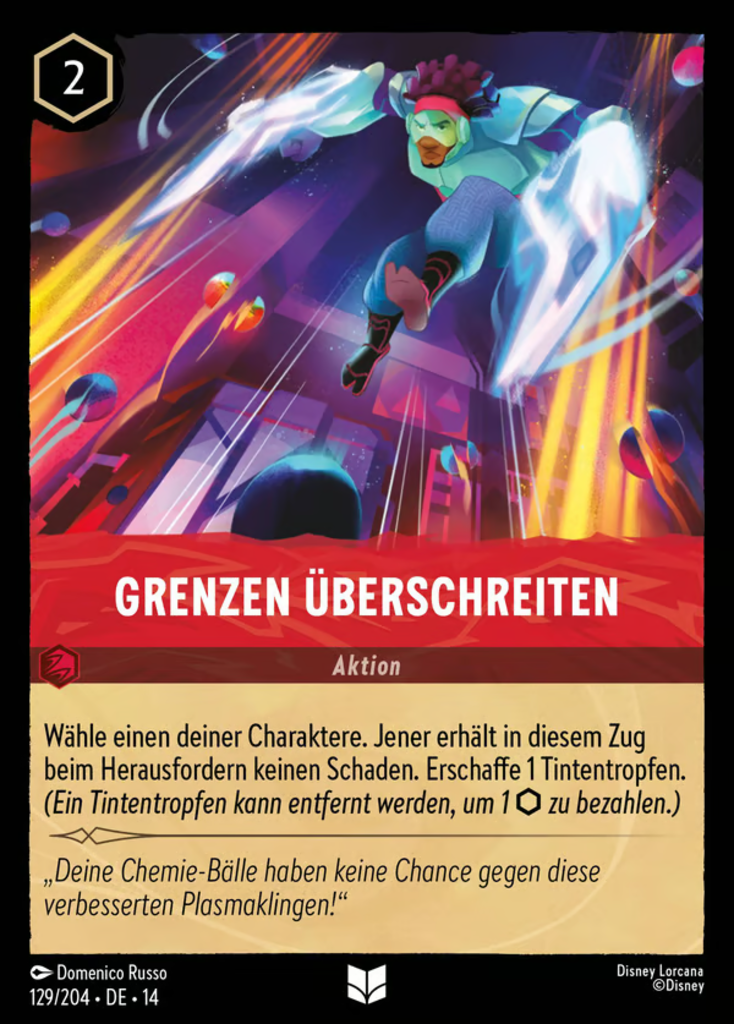 2
GRENZEN ÜBERSCHREITEN
Aktion
Wähle einen deiner Charaktere. Jener erhält in diesem Zug
beim Herausfordern keinen Schaden. Erschaffe 1 Tintentropfen.
(Ein Tintentropfen kann entfernt werden, um 1 ⬡ zu bezahlen.)
„Deine Chemie-Bälle haben keine Chance gegen diese
verbesserten Plasmaklingen!“
Domenico Russo
129/204 • DE • 14
Disney Lorcana
©Disney